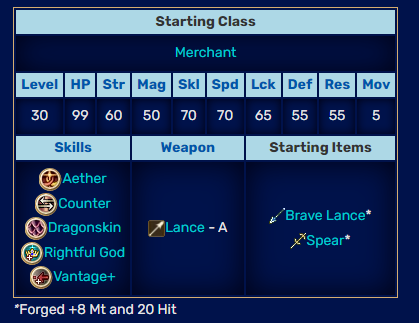 Starting Class
Merchant
Level HP Str Mag Skl Spd Lck Def Res Mov
30 99 60 50 70 70 65 55 55 5
Skills Weapon Starting Items
Aether
Counter
Dragonskin
Rightful God
Vantage+
Lance - A
Brave Lance*
Spear*
*Forged +8 Mt and 20 Hit